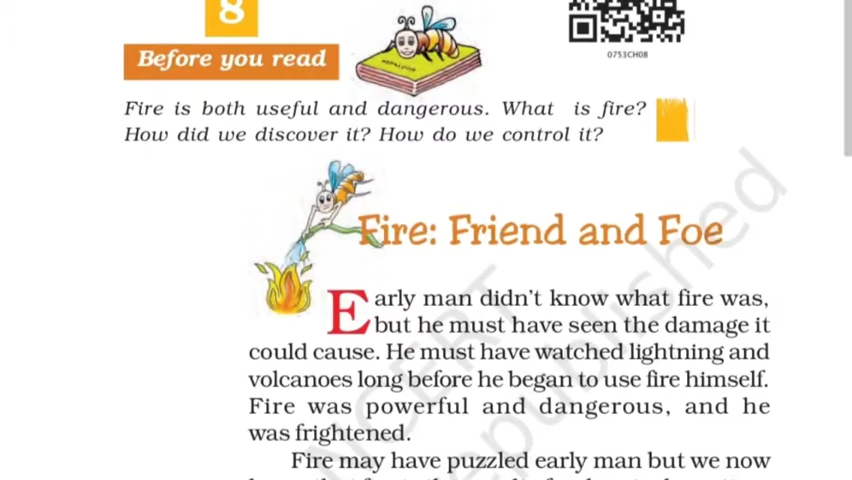 8
Before you read
0753CH08
Fire is both useful and dangerous. What is fire?
How did we discover it? How do we control it?
Fire: Friend and Foe
Early man didn't know what fire was,
but he must have seen the damage it
could cause. He must have watched lightning and
volcanoes long before he began to use fire himself.
Fire was powerful and dangerous, and he
was frightened.
Fire may have puzzled early man but we now